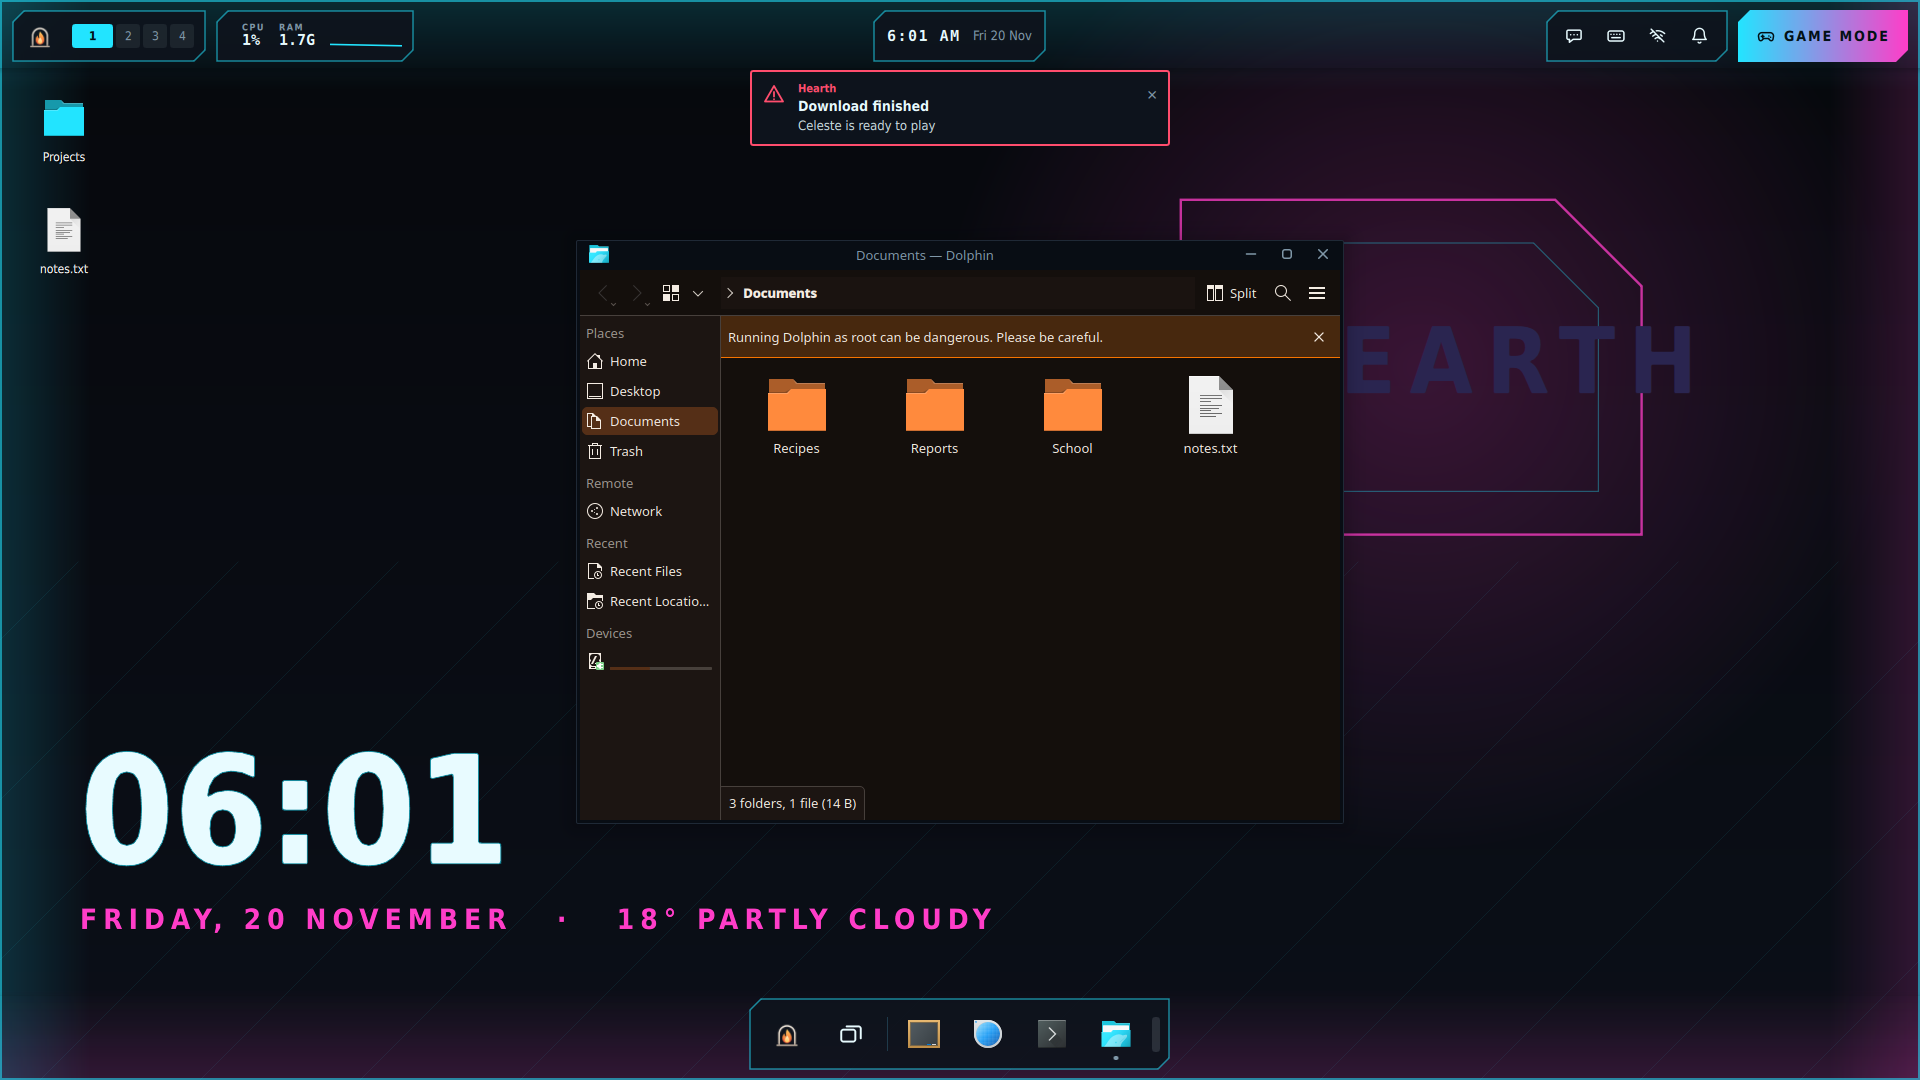 1 2 3 4
CPU RAM
1% 1.7G
6:01 AM Fri 20 Nov
GAME MODE
Hearth
Download finished
Celeste is ready to play
Projects
notes.txt
Documents — Dolphin
Documents
Split
Places
Home
Desktop
Documents
Trash
Remote
Network
Recent
Recent Files
Recent Locatio...
Devices
Running Dolphin as root can be dangerous. Please be careful.
Recipes
Reports
School
notes.txt
3 folders, 1 file (14 B)
EARTH
06:01
FRIDAY, 20 NOVEMBER · 18° PARTLY CLOUDY